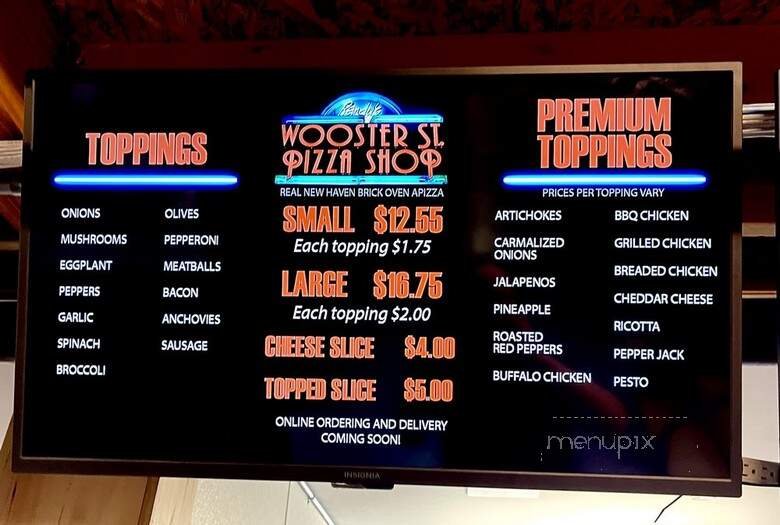 TOPPINGS
ONIONS
MUSHROOMS
EGGPLANT
PEPPERS
GARLIC
SPINACH
BROCCOLI
OLIVES
PEPPERONI
MEATBALLS
BACON
ANCHOVIES
SAUSAGE
Randy's
WOOSTER ST.
PIZZA SHOP
REAL NEW HAVEN BRICK OVEN APIZZA
SMALL $12.55
Each topping $1.75
LARGE $16.75
Each topping $2.00
CHEESE SLICE $4.00
TOPPED SLICE $5.00
ONLINE ORDERING AND DELIVERY
COMING SOON!
PREMIUM
TOPPINGS
PRICES PER TOPPING VARY
ARTICHOKES
CARMALIZED
ONIONS
JALAPENOS
PINEAPPLE
ROASTED
RED PEPPERS
BUFFALO CHICKEN
BBQ CHICKEN
GRILLED CHICKEN
BREADED CHICKEN
CHEDDAR CHEESE
RICOTTA
PEPPER JACK
PESTO
menupix
INSIGNIA